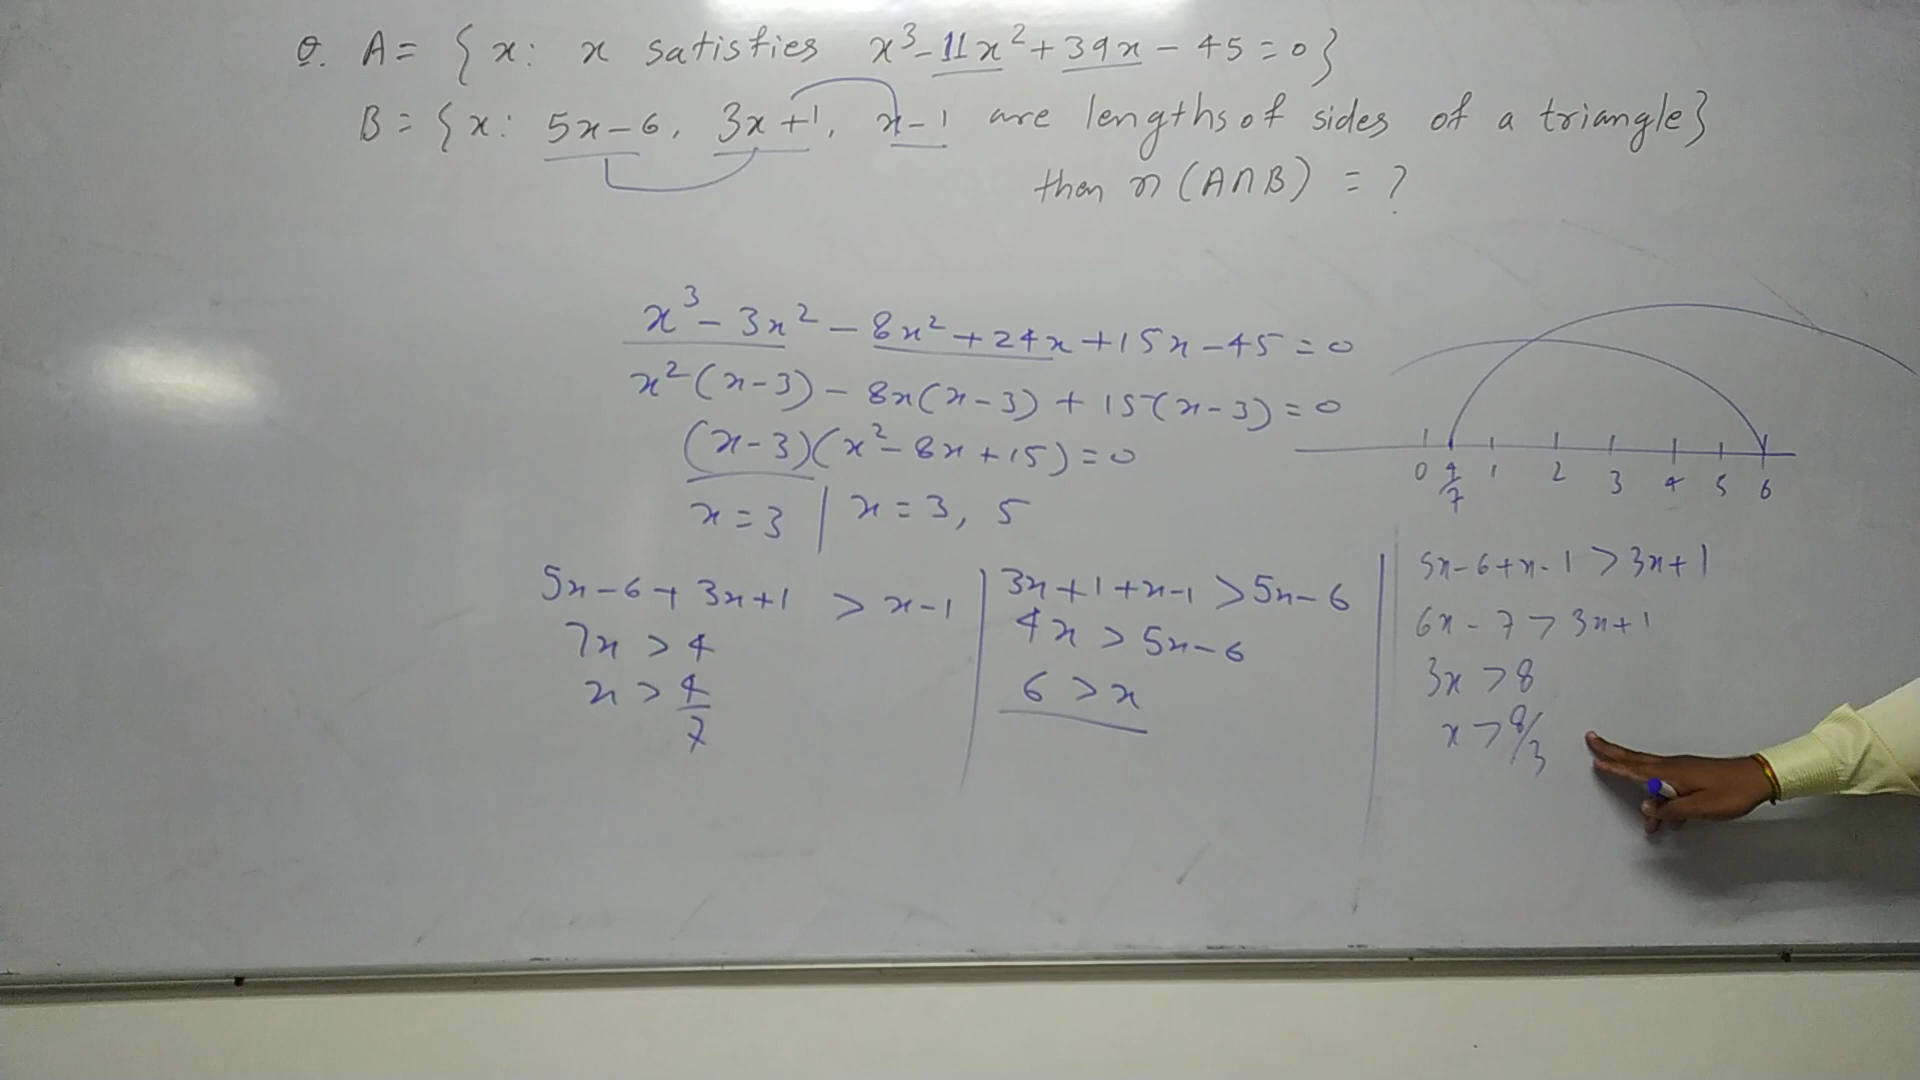 Q. A = { x : x satisfies x³ - 11x² + 39x - 45 = 0 }
B = { x : 5x-6, 3x+1, x-1 are lengths of sides of a triangle }
then n (A∩B) = ?
x³ - 3x² - 8x² + 24x + 15x - 45 = 0
x²(x-3) - 8x(x-3) + 15(x-3) = 0
(x-3)(x² - 8x + 15) = 0
x = 3 | x = 3, 5
0 4/7 1 2 3 4 5 6
5x-6+3x+1 > x-1
7x > 4
x > 4/7
3x+1+x-1 > 5x-6
4x > 5x-6
6 > x
5x-6+x-1 > 3x+1
6x-7 > 3x+1
3x > 8
x > 8/3